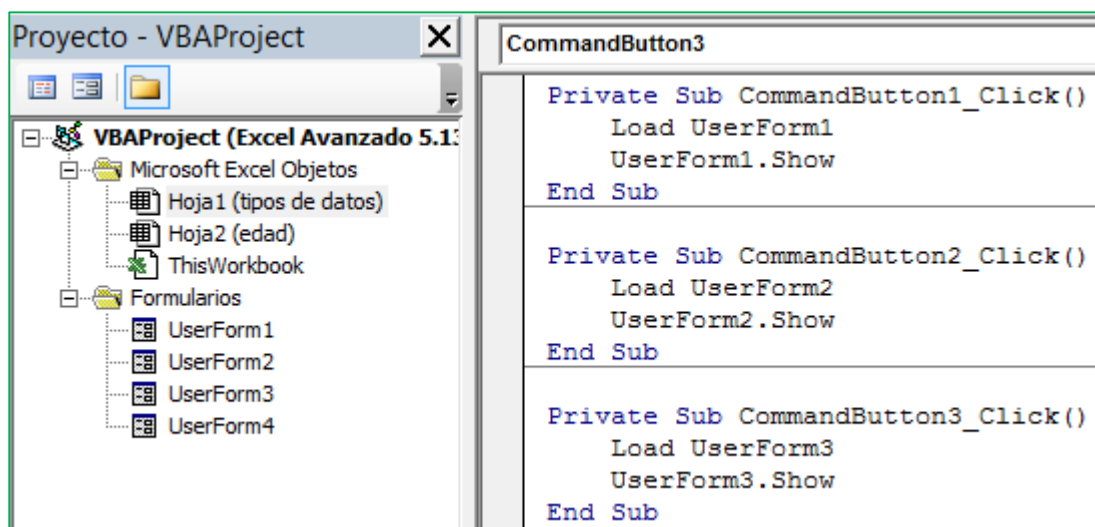 Proyecto - VBAProject
VBAProject (Excel Avanzado 5.13
Microsoft Excel Objetos
Hoja1 (tipos de datos)
Hoja2 (edad)
ThisWorkbook
Formularios
UserForm1
UserForm2
UserForm3
UserForm4
CommandButton3
Private Sub CommandButton1_Click()
Load UserForm1
UserForm1.Show
End Sub
Private Sub CommandButton2_Click()
Load UserForm2
UserForm2.Show
End Sub
Private Sub CommandButton3_Click()
Load UserForm3
UserForm3.Show
End Sub